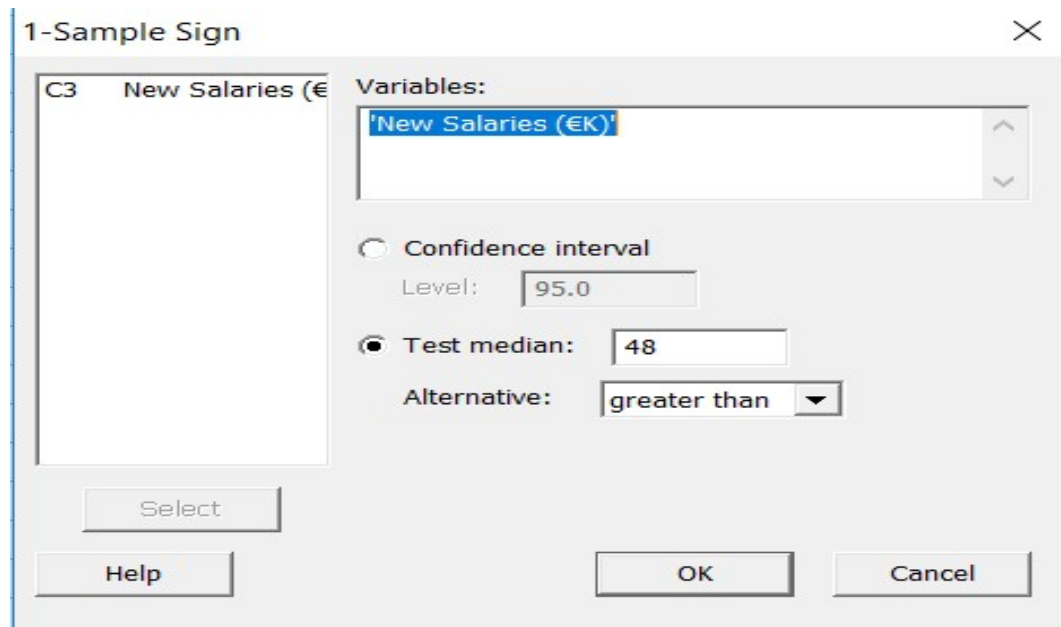 1-Sample Sign
C3 New Salaries (€
Variables:
'New Salaries (€K)'
Confidence interval
Level: 95.0
Test median: 48
Alternative: greater than
Select
Help OK Cancel